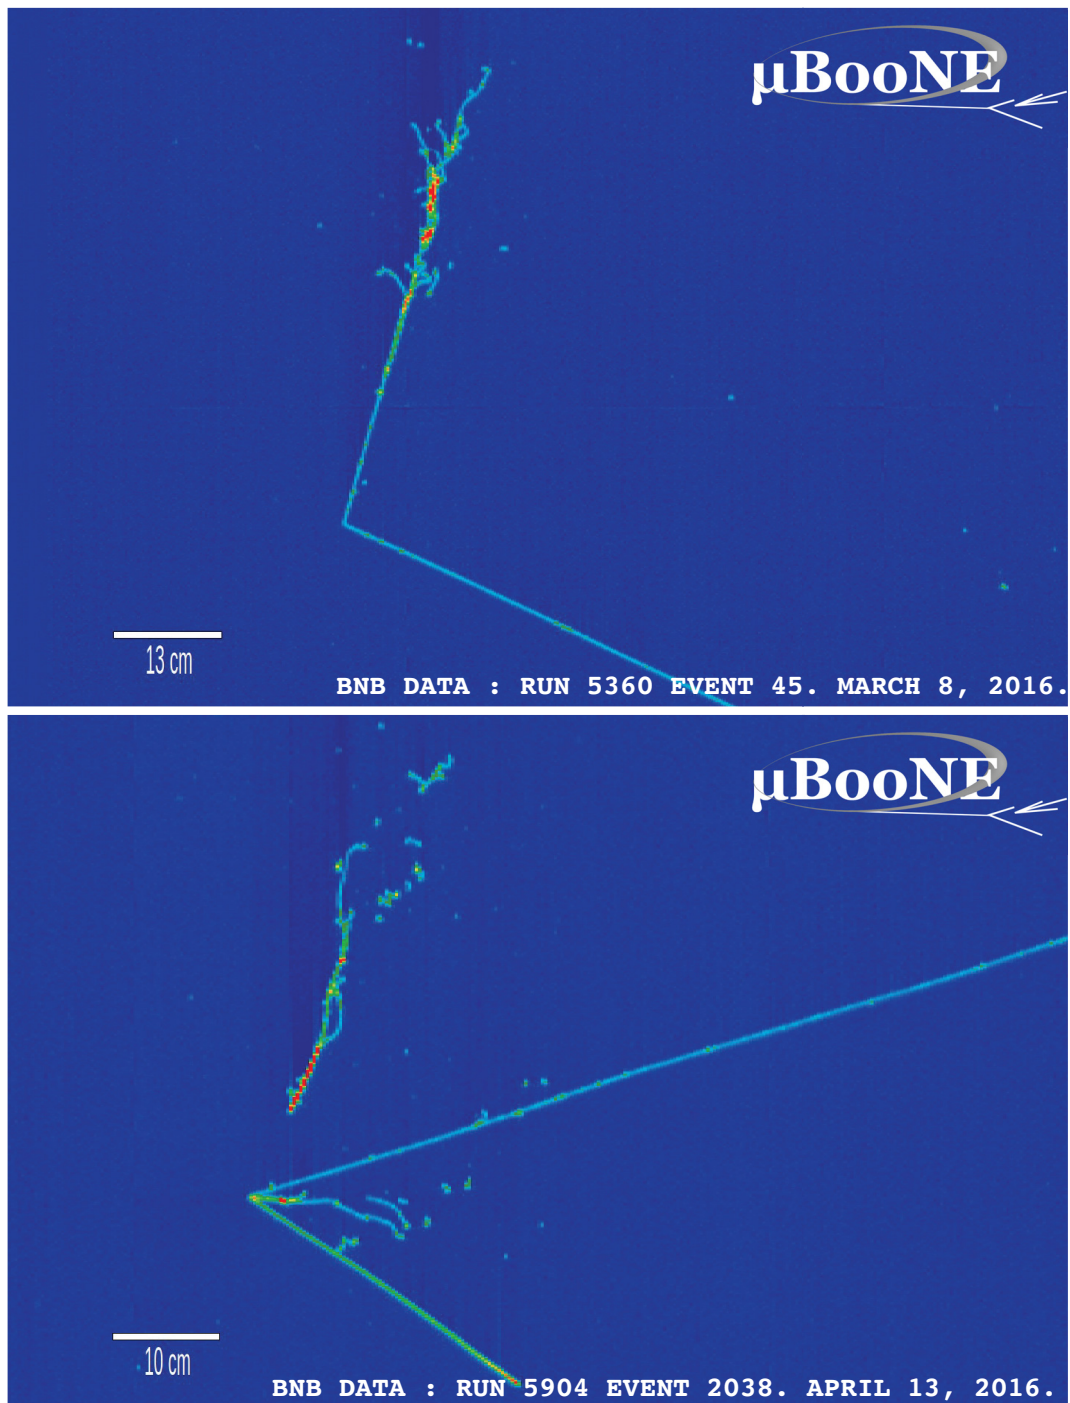 µBooNE
13 cm
BNB DATA : RUN 5360 EVENT 45. MARCH 8, 2016.
µBooNE
10 cm
BNB DATA : RUN 5904 EVENT 2038. APRIL 13, 2016.